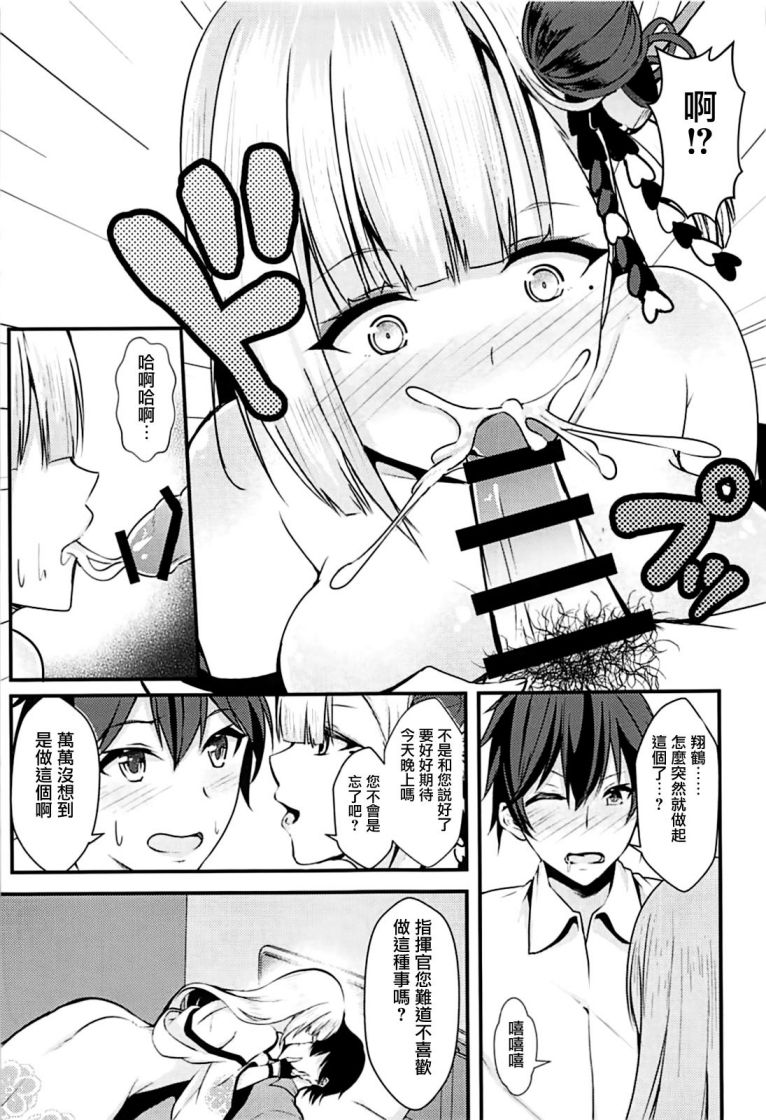 啊
!?
ドプッ
哈啊哈啊…
翔鶴……
怎麼突然就做起
這個了…?
嘻嘻嘻
不是和您說好了
要好好期待
今天晚上嗎
您不會是
忘了吧?
萬萬沒想到
是做這個啊
指揮官您難道不喜歡
做這種事嗎?